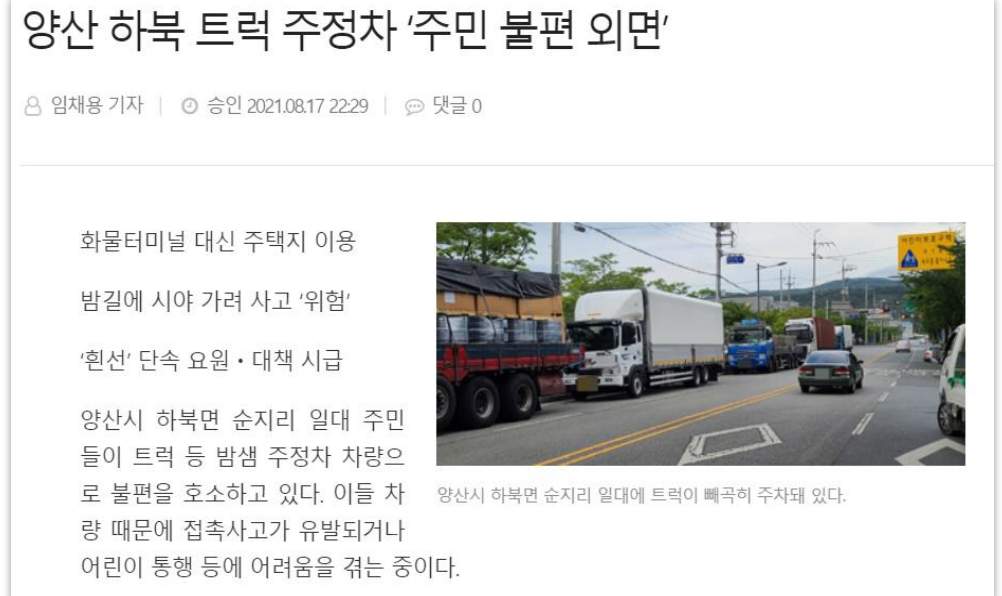 양산 하북 트럭 주정차 '주민 불편 외면'
임채용 기자 | 승인 2021.08.17 22:29 | 댓글 0
화물터미널 대신 주택지 이용
밤길에 시야 가려 사고 '위험'
'흰선' 단속 요원·대책 시급
양산시 하북면 순지리 일대 주민
들이 트럭 등 밤샘 주정차 차량으
로 불편을 호소하고 있다. 이들 차
량 때문에 접촉사고가 유발되거나
어린이 통행 등에 어려움을 겪는 중이다.
어린이보호구역
양산시 하북면 순지리 일대에 트럭이 빼곡히 주차돼 있다.